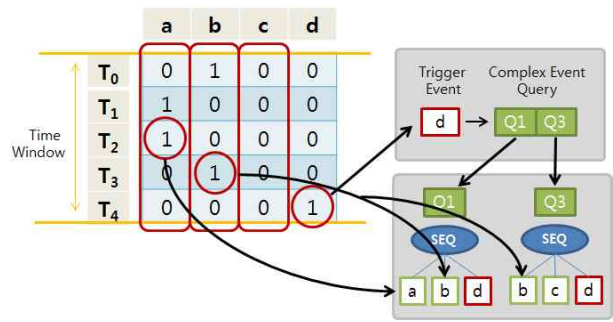 a b c d
T0 0 1 0 0
T1 1 0 0 0
T2 1 0 0 0
T3 0 1 0 0
T4 0 0 0 1
Time
Window
Trigger
Event
Complex Event
Query
d
Q1 Q3
Q1 Q3
SEQ SEQ
a b d b c d